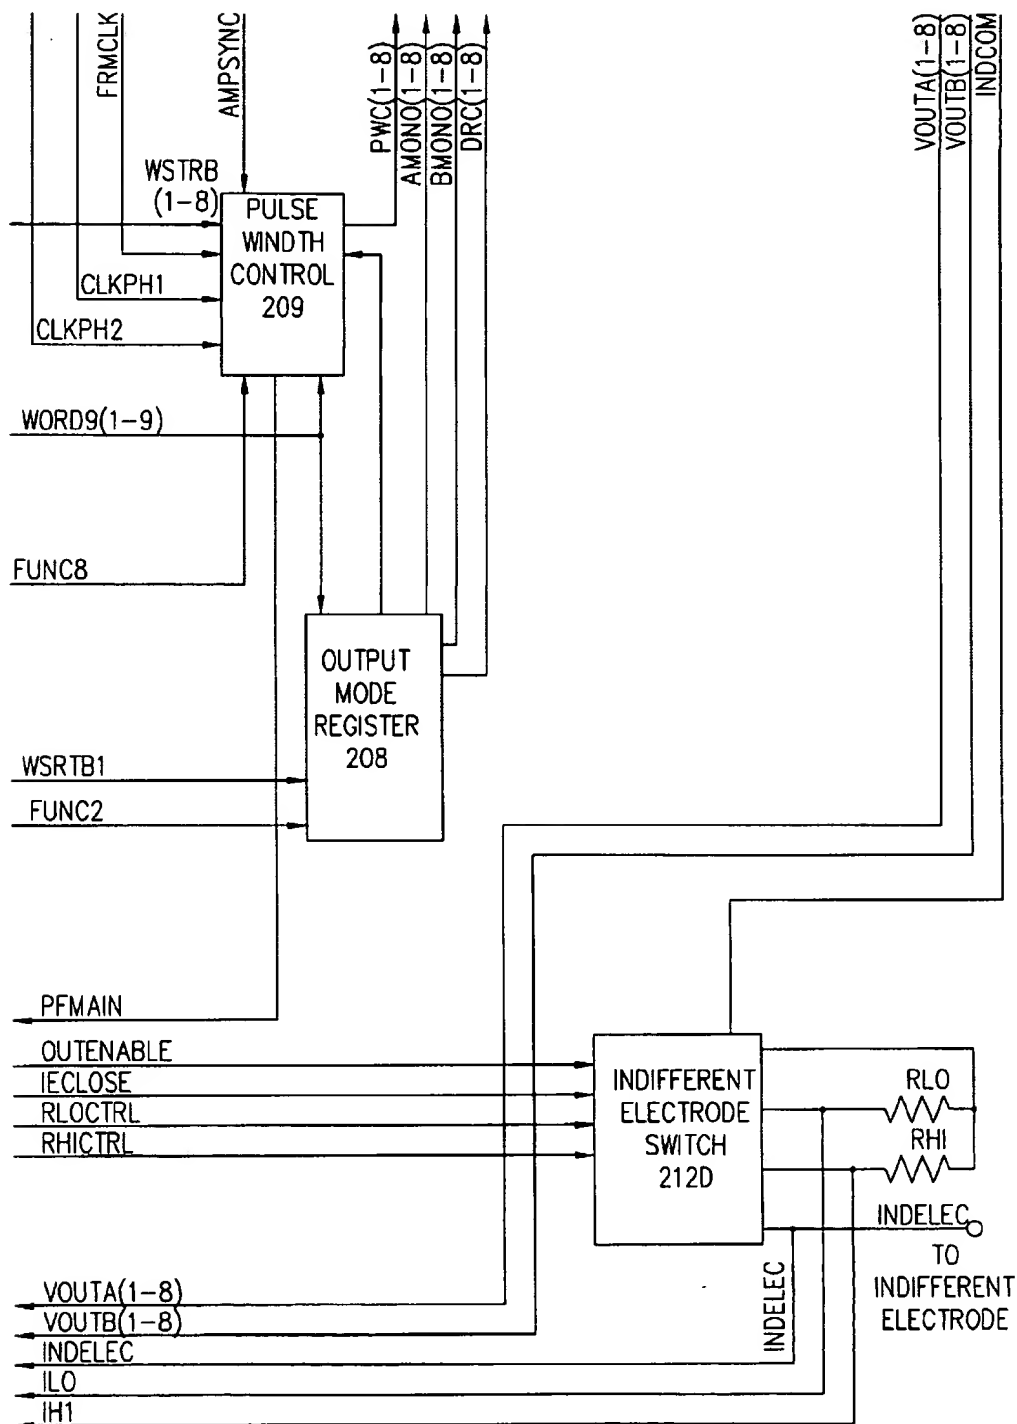 FRMCLK
AMPSYNC
PWC(1-8)
AMONO(1-8)
BMONO(1-8)
DRC(1-8)
VOUTA(1-8)
VOUTB(1-8)
INDCOM
WSTRB
(1-8)
PULSE
WINDTH
CONTROL
209
CLKPH1
CLKPH2
WORD9(1-9)
FUNC8
OUTPUT
MODE
REGISTER
208
WSRTB1
FUNC2
PFMAIN
OUTENABLE
IECLOSE
RLOCTRL
RHICTRL
INDIFFERENT
ELECTRODE
SWITCH
212D
RLO
RHI
INDELEC
TO
INDIFFERENT
ELECTRODE
INDELEC
VOUTA(1-8)
VOUTB(1-8)
INDELEC
ILO
IH1